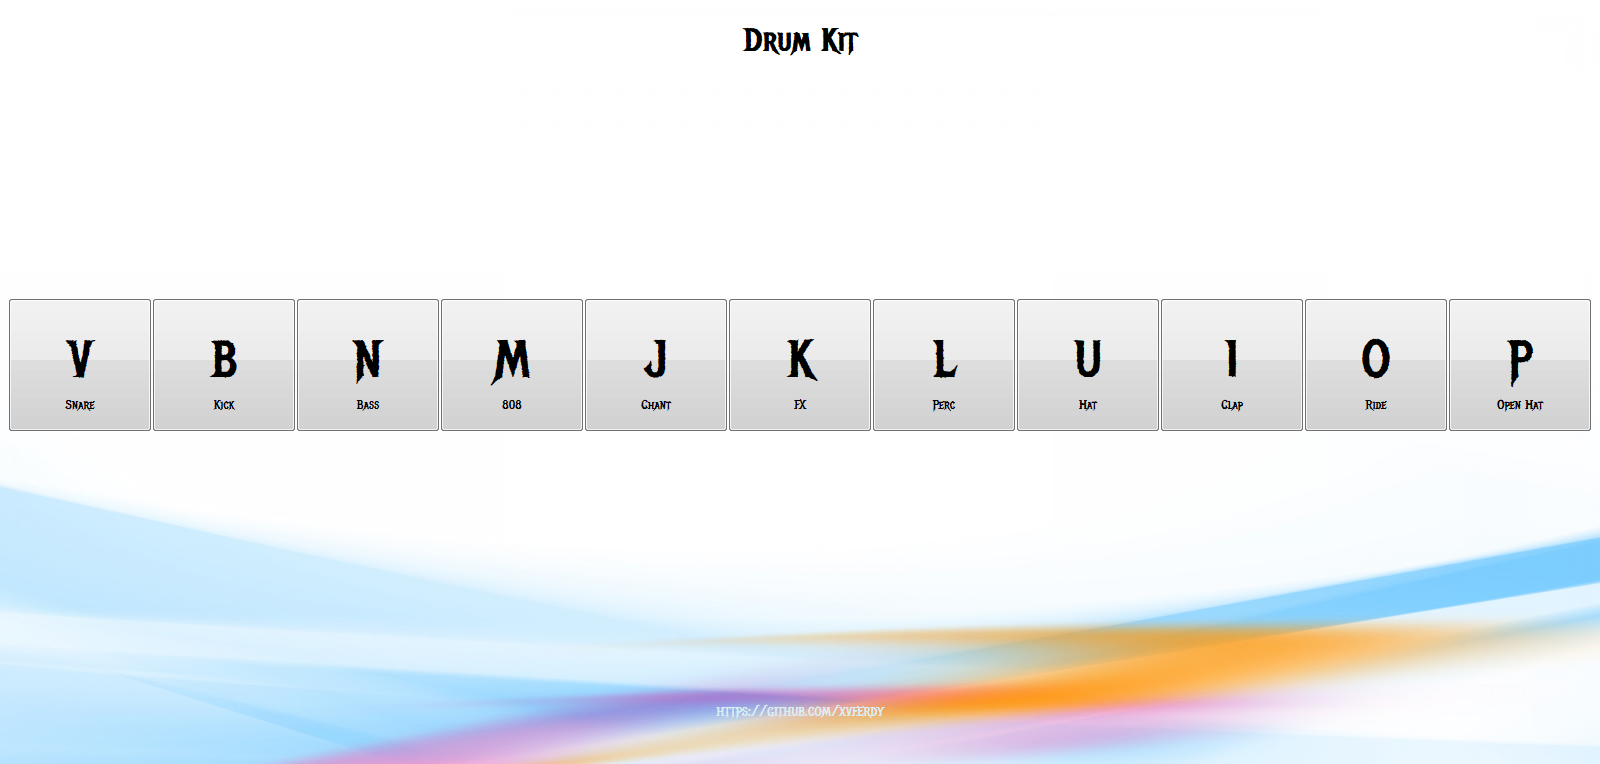 Drum Kit
V
Snare
B
Kick
N
Bass
M
808
J
Chant
K
FX
L
Perc
U
Hat
I
Clap
O
Ride
P
Open Hat
https://github.com/xvferdy